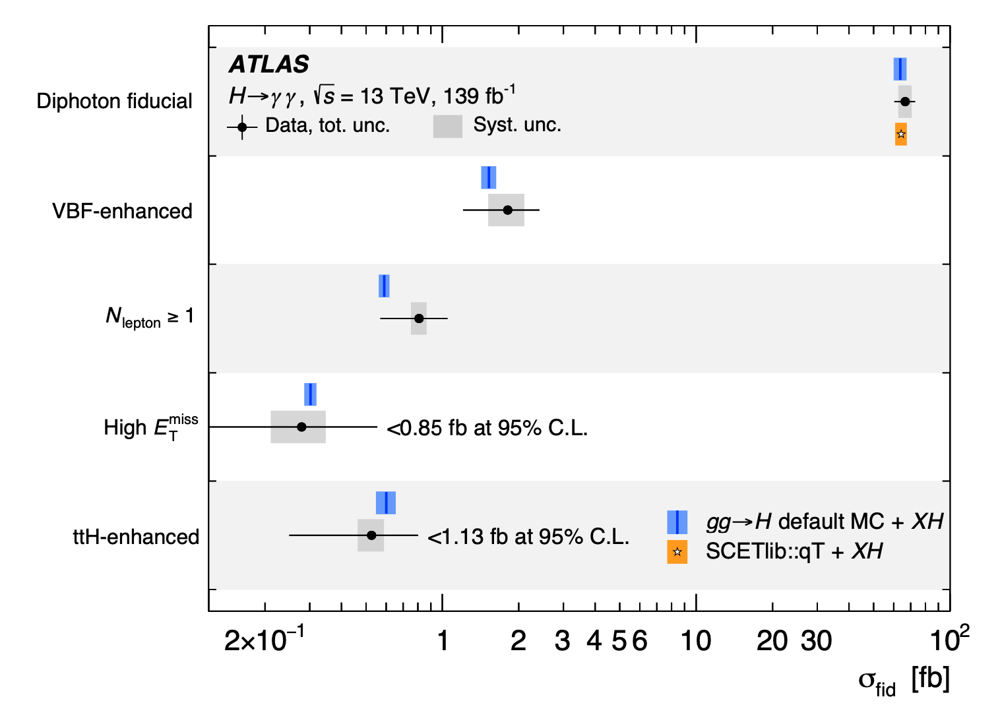 ATLAS
H→γγ, √s = 13 TeV, 139 fb⁻¹
Data, tot. unc. Syst. unc.
Diphoton fiducial
VBF-enhanced
N_lepton ≥ 1
High E_T^miss
<0.85 fb at 95% C.L.
ttH-enhanced
<1.13 fb at 95% C.L.
gg→H default MC + XH
SCETlib::qT + XH
2×10⁻¹ 1 2 3 4 5 6 10 20 30 10²
σ_fid [fb]